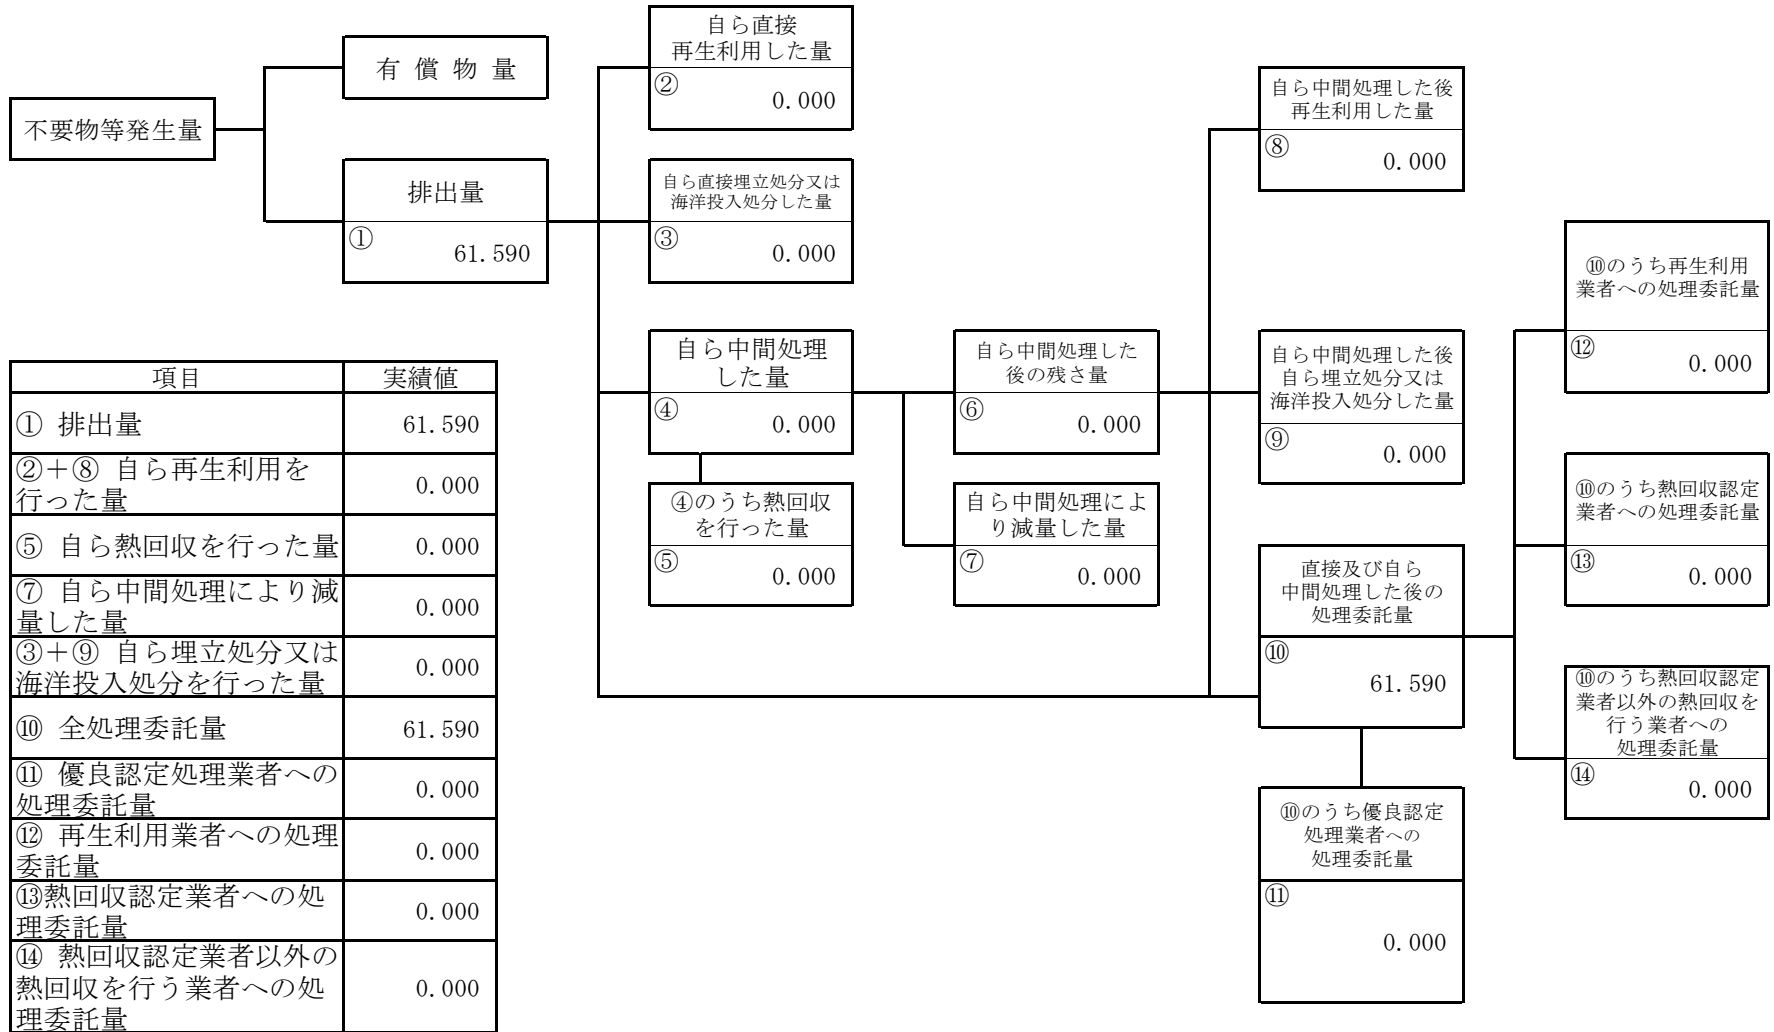 不要物等発生量
有 償 物 量
排出量
①
61.590
自ら直接
再生利用した量
②
0.000
自ら直接埋立処分又は
海洋投入処分した量
③
0.000
自ら中間処理
した量
④
0.000
④のうち熱回収
を行った量
⑤
0.000
自ら中間処理した
後の残さ量
⑥
0.000
自ら中間処理によ
り減量した量
⑦
0.000
自ら中間処理した後
再生利用した量
⑧
0.000
自ら中間処理した後
自ら埋立処分又は
海洋投入処分した量
⑨
0.000
直接及び自ら
中間処理した後の
処理委託量
⑩
61.590
⑩のうち優良認定
処理業者への
処理委託量
⑪
0.000
⑩のうち再生利用
業者への処理委託量
⑫
0.000
⑩のうち熱回収認定
業者への処理委託量
⑬
0.000
⑩のうち熱回収認定
業者以外の熱回収を
行う業者への
処理委託量
⑭
0.000
項目 実績値
① 排出量 61.590
②+⑧ 自ら再生利用を
行った量 0.000
⑤ 自ら熱回収を行った量 0.000
⑦ 自ら中間処理により減
量した量 0.000
③+⑨ 自ら埋立処分又は
海洋投入処分を行った量 0.000
⑩ 全処理委託量 61.590
⑪ 優良認定処理業者への
処理委託量 0.000
⑫ 再生利用業者への処理
委託量 0.000
⑬熱回収認定業者への処
理委託量 0.000
⑭ 熱回収認定業者以外の
熱回収を行う業者への処
理委託量 0.000